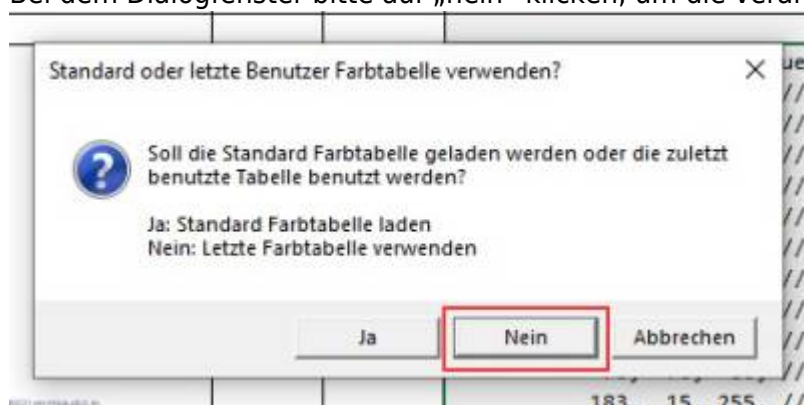 Bei dem Dialogfenster bitte auf „nein“ klicken, um die
Standard oder letzte Benutzer Farbtabelle verwenden?
Soll die Standard Farbtabelle geladen werden oder die zuletzt
benutzte Tabelle benutzt werden?
Ja: Standard Farbtabelle laden
Nein: Letzte Farbtabelle verwenden
Ja Nein Abbrechen
183, 15, 255, //